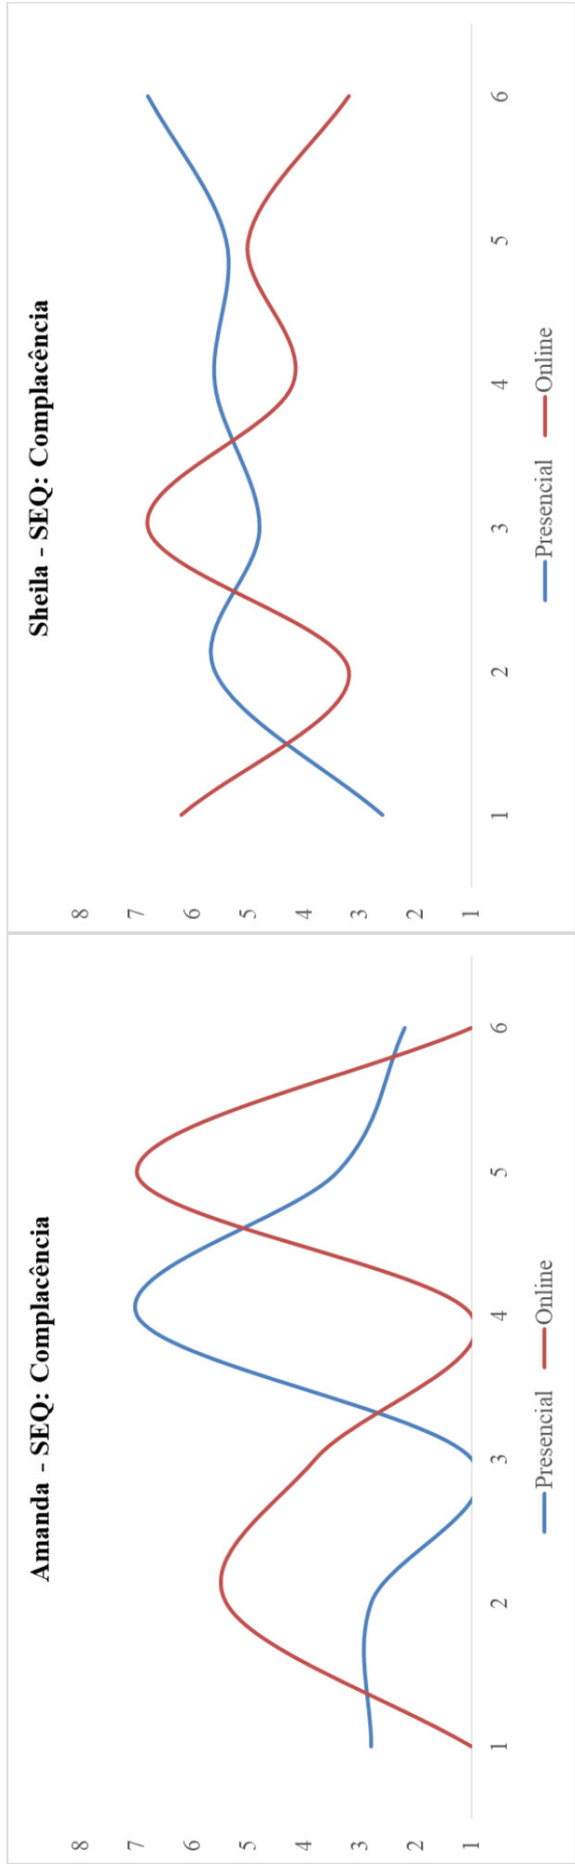 Amanda - SEQ: Complacência
8
7
6
5
4
3
2
1
1 2 3 4 5 6
Presencial Online
Sheila - SEQ: Complacência
8
7
6
5
4
3
2
1
1 2 3 4 5 6
Presencial Online